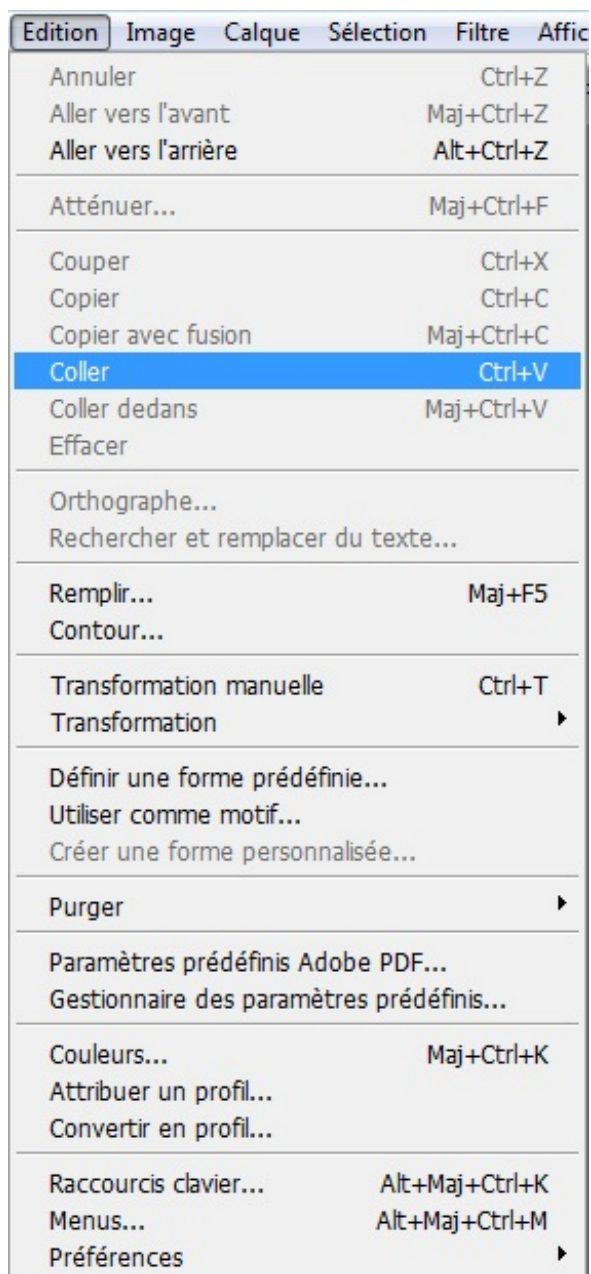 Edition Image Calque Sélection Filtre Affic
Annuler Ctrl+Z
Aller vers l'avant Maj+Ctrl+Z
Aller vers l'arrière Alt+Ctrl+Z
Atténuer... Maj+Ctrl+F
Couper Ctrl+X
Copier Ctrl+C
Copier avec fusion Maj+Ctrl+C
Coller Ctrl+V
Coller dedans Maj+Ctrl+V
Effacer
Orthographe...
Rechercher et remplacer du texte...
Remplir... Maj+F5
Contour...
Transformation manuelle Ctrl+T
Transformation
Définir une forme prédéfinie...
Utiliser comme motif...
Créer une forme personnalisée...
Purger
Paramètres prédéfinis Adobe PDF...
Gestionnaire des paramètres prédéfinis...
Couleurs... Maj+Ctrl+K
Attribuer un profil...
Convertir en profil...
Raccourcis clavier... Alt+Maj+Ctrl+K
Menus... Alt+Maj+Ctrl+M
Préférences